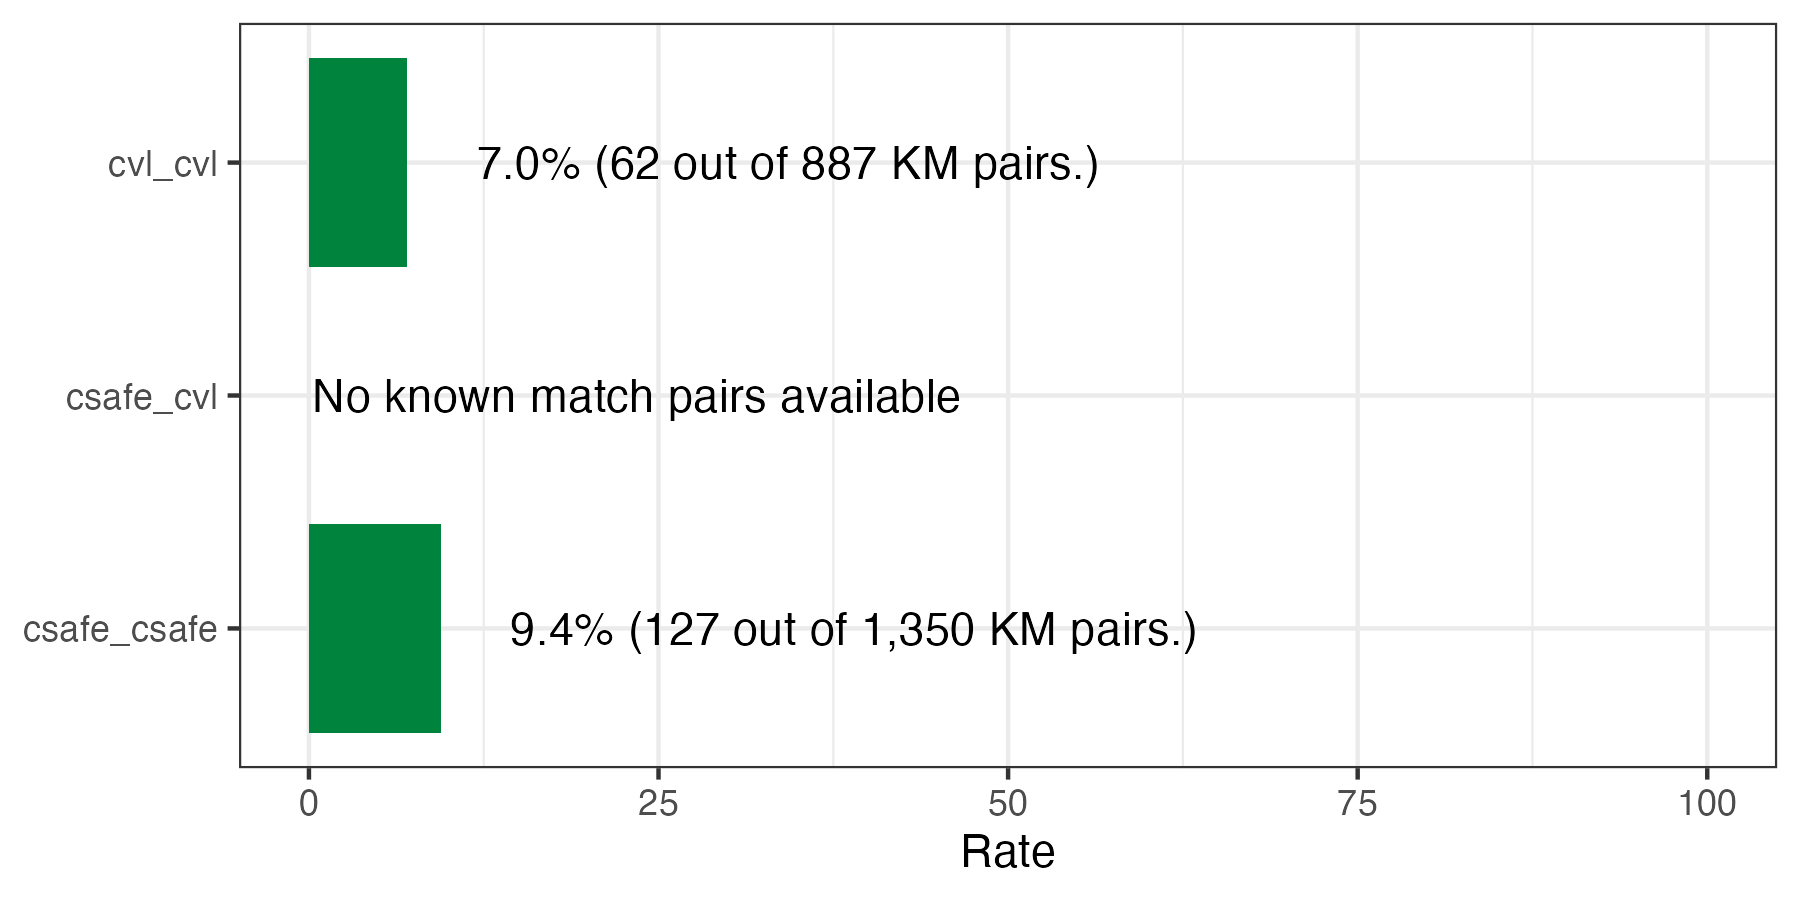 cvl_cvl
7.0% (62 out of 887 KM pairs.)
csafe_cvl
No known match pairs available
csafe_csafe
9.4% (127 out of 1,350 KM pairs.)
0 25 50 75 100
Rate